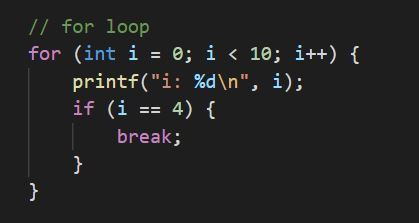 // for loop
for (int i = 0; i < 10; i++) {
    printf("i: %d\n", i);
    if (i == 4) {
        break;
    }
}